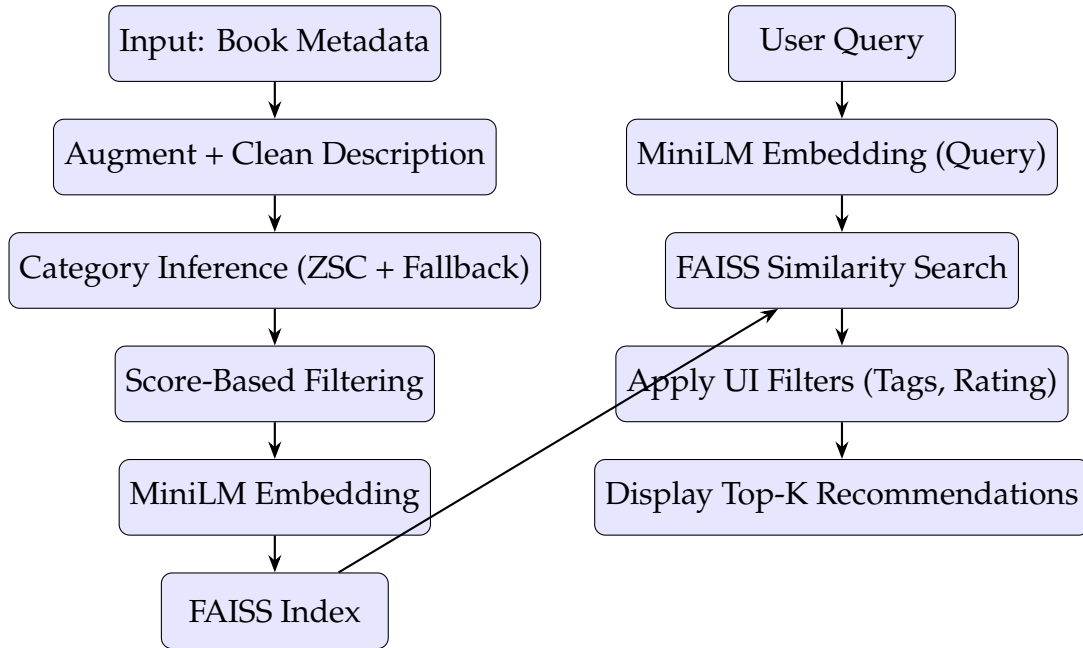 Input: Book Metadata
Augment + Clean Description
Category Inference (ZSC + Fallback)
Score-Based Filtering
MiniLM Embedding
FAISS Index
User Query
MiniLM Embedding (Query)
FAISS Similarity Search
Apply UI Filters (Tags, Rating)
Display Top-K Recommendations